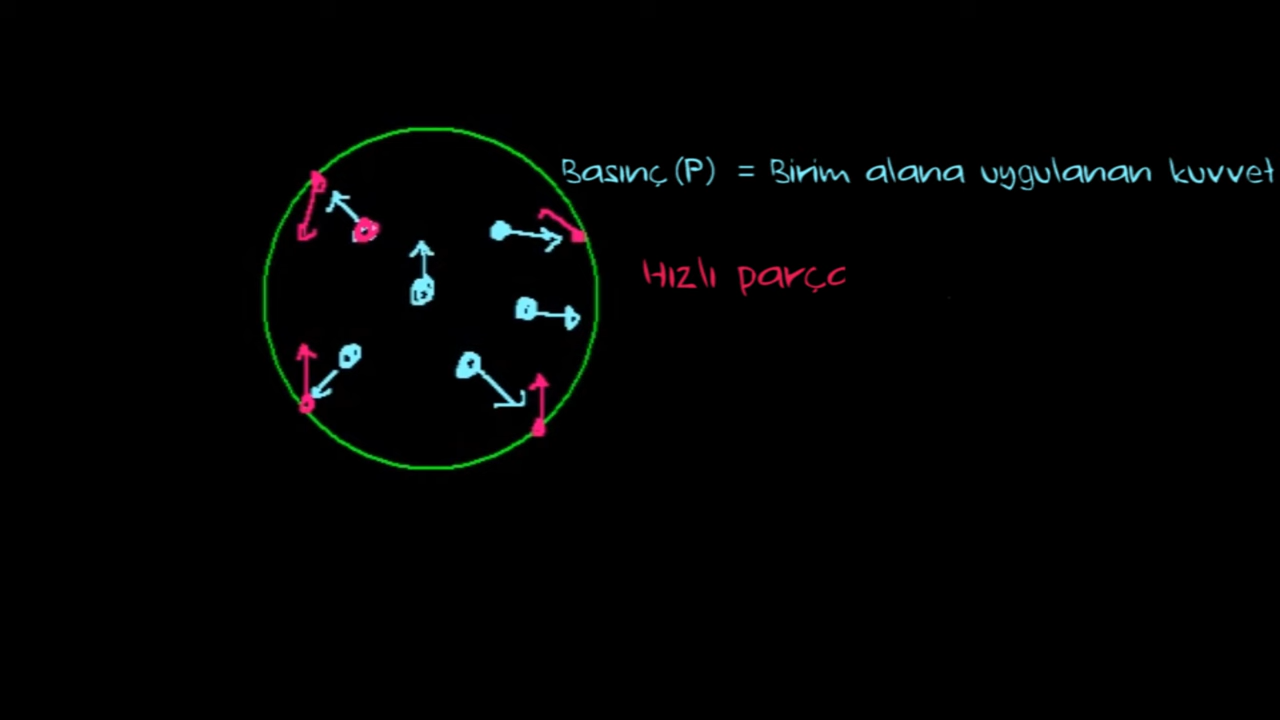 Basınç (P) = Birim alana uygulanan kuvvet
Hızlı parçc